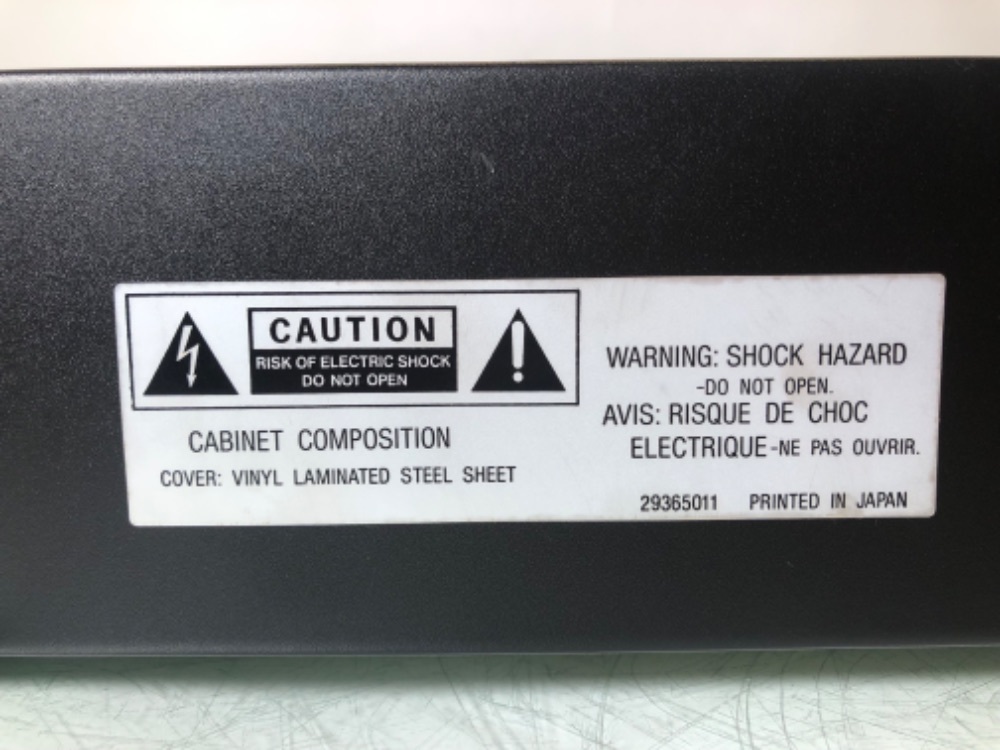 CAUTION
RISK OF ELECTRIC SHOCK
DO NOT OPEN
CABINET COMPOSITION
COVER: VINYL LAMINATED STEEL SHEET
WARNING: SHOCK HAZARD
-DO NOT OPEN.
AVIS: RISQUE DE CHOC
ELECTRIQUE-NE PAS OUVRIR.
29365011 PRINTED IN JAPAN